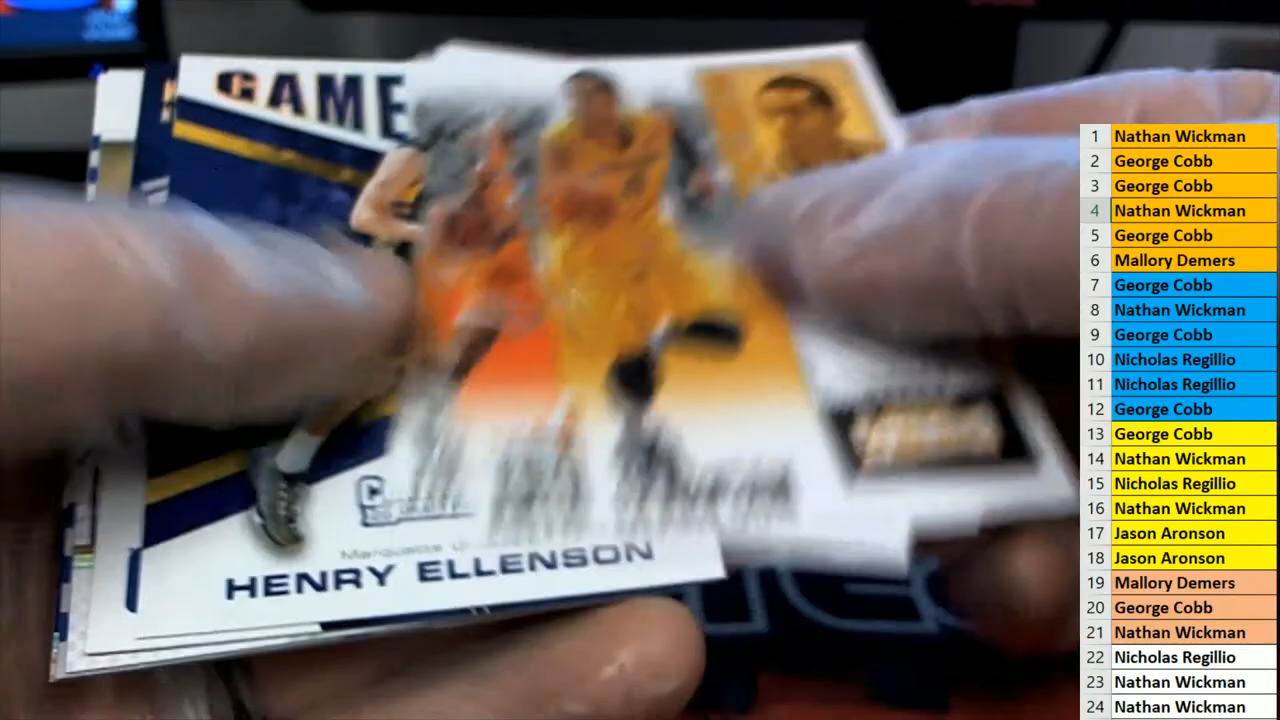 GAME
HENRY ELLENSON
1 Nathan Wickman
2 George Cobb
3 George Cobb
4 Nathan Wickman
5 George Cobb
6 Mallory Demers
7 George Cobb
8 Nathan Wickman
9 George Cobb
10 Nicholas Regillio
11 Nicholas Regillio
12 George Cobb
13 George Cobb
14 Nathan Wickman
15 Nicholas Regillio
16 Nathan Wickman
17 Jason Aronson
18 Jason Aronson
19 Mallory Demers
20 George Cobb
21 Nathan Wickman
22 Nicholas Regillio
23 Nathan Wickman
24 Nathan Wickman